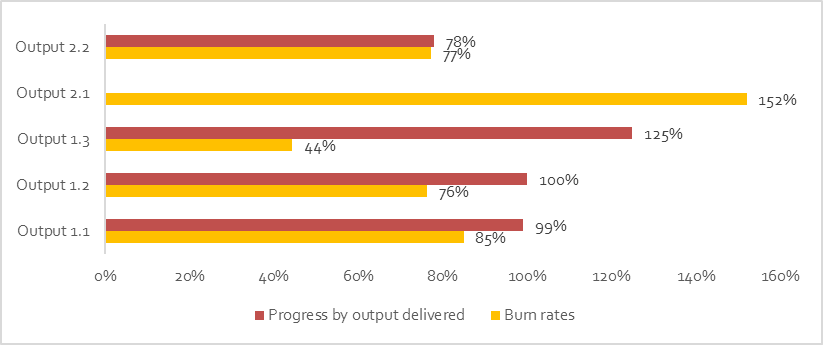 Output 2.2
78%
77%
Output 2.1
152%
Output 1.3
125%
44%
Output 1.2
100%
76%
Output 1.1
99%
85%
0% 20% 40% 60% 80% 100% 120% 140% 160%
Progress by output delivered Burn rates